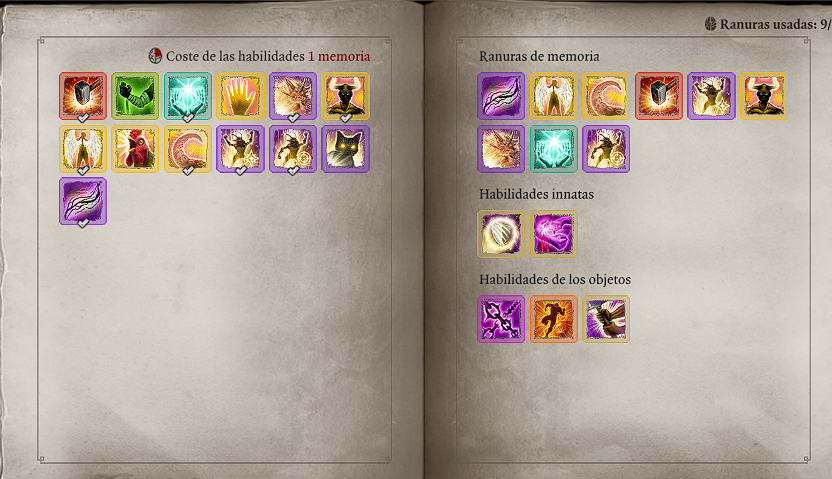 Ranuras usadas: 9/
Coste de las habilidades 1 memoria
Ranuras de memoria
Habilidades innatas
Habilidades de los objetos